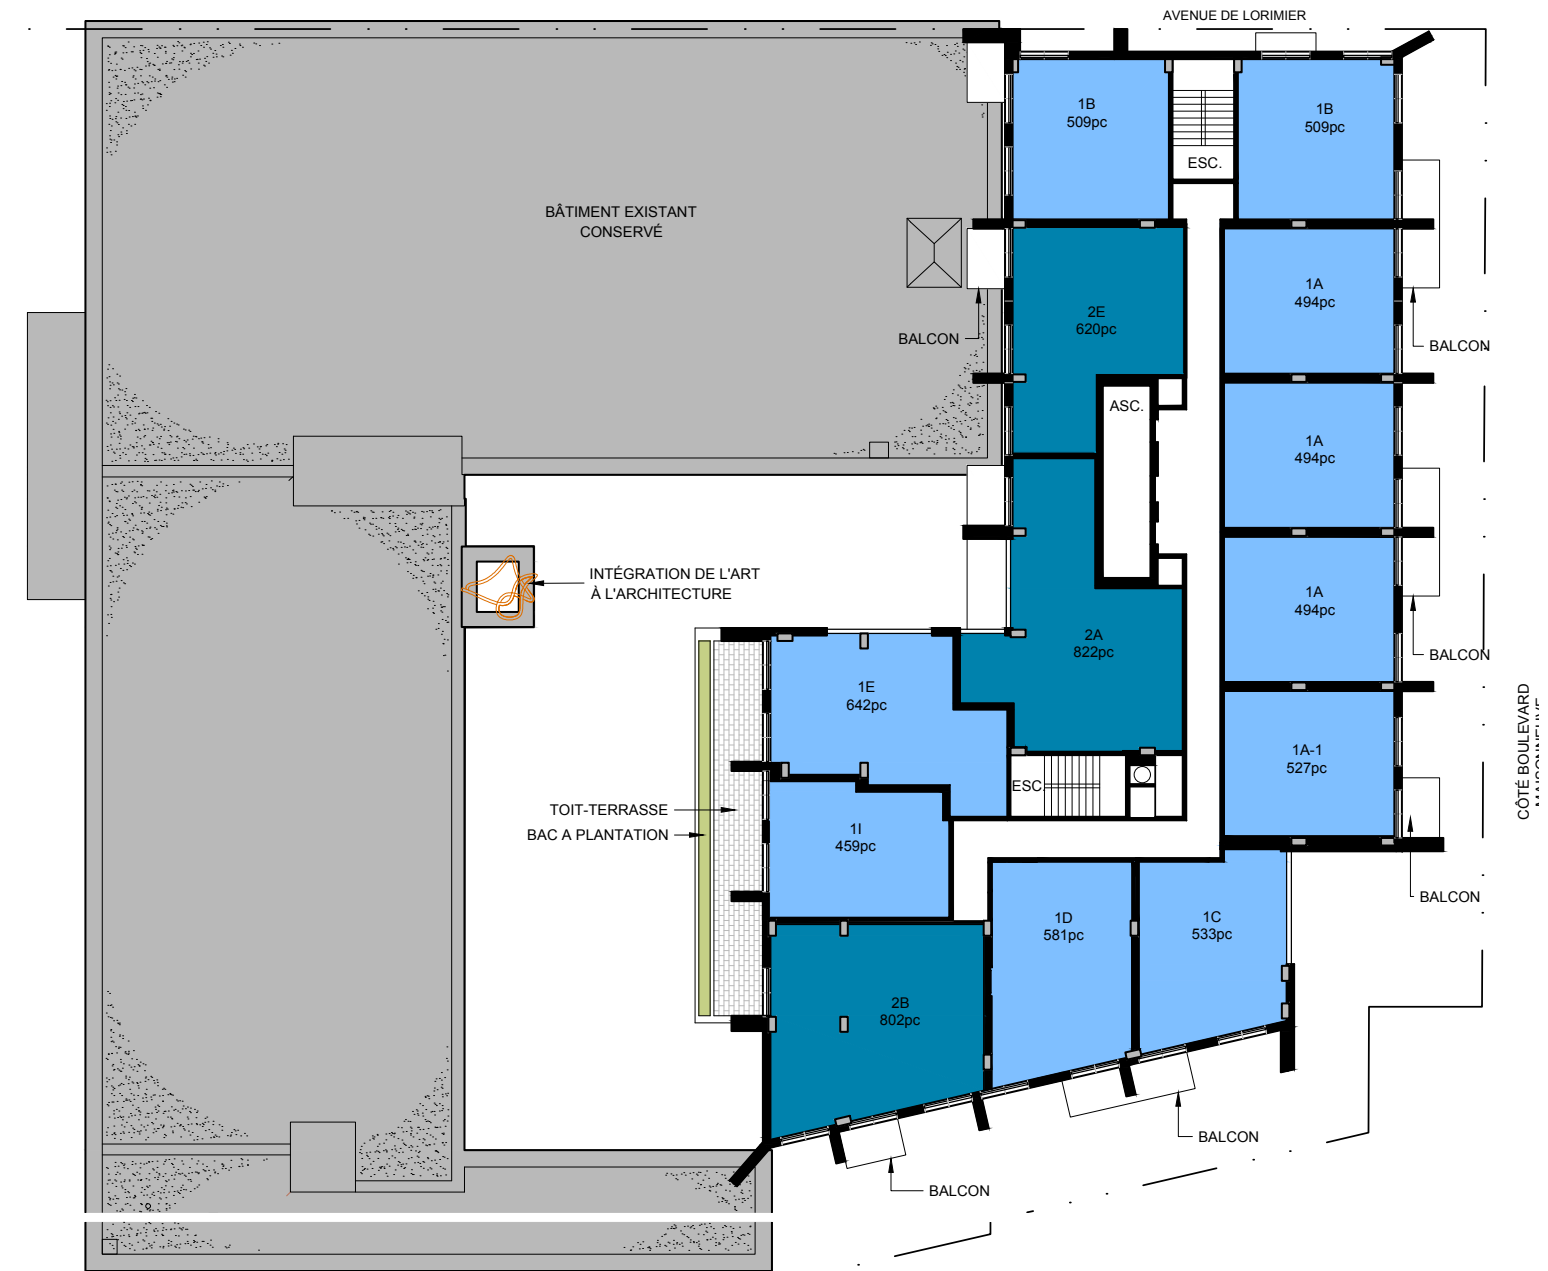 AVENUE DE LORIMIER
1B
509pc
1B
509pc
ESC.
BÂTIMENT EXISTANT
CONSERVÉ
1A
494pc
2E
620pc
BALCON
BALCON
ASC.
1A
494pc
INTÉGRATION DE L'ART
À L'ARCHITECTURE
1A
494pc
2A
822pc
BALCON
1E
642pc
CÔTÉ BOULEVARD
1A-1
527pc
ESC.
TOIT-TERRASSE
BAC A PLANTATION
1I
459pc
BALCON
1D
581pc
1C
533pc
2B
802pc
BALCON
BALCON